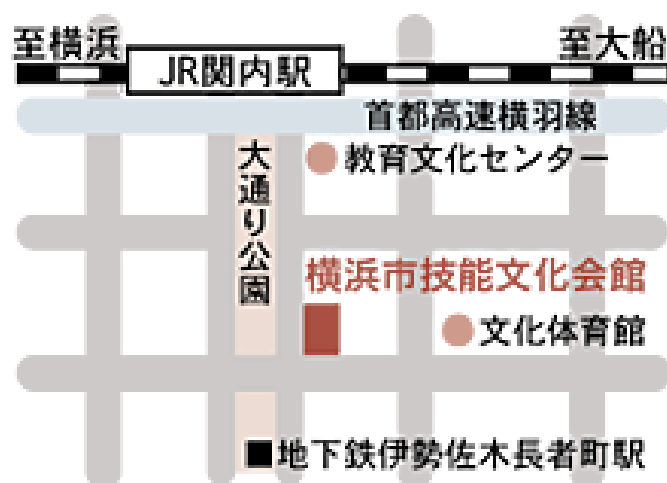 至横浜
至大船
JR関内駅
首都高速横羽線
教育文化センター
大通り公園
横浜市技能文化会館
文化体育館
地下鉄伊勢佐木長者町駅